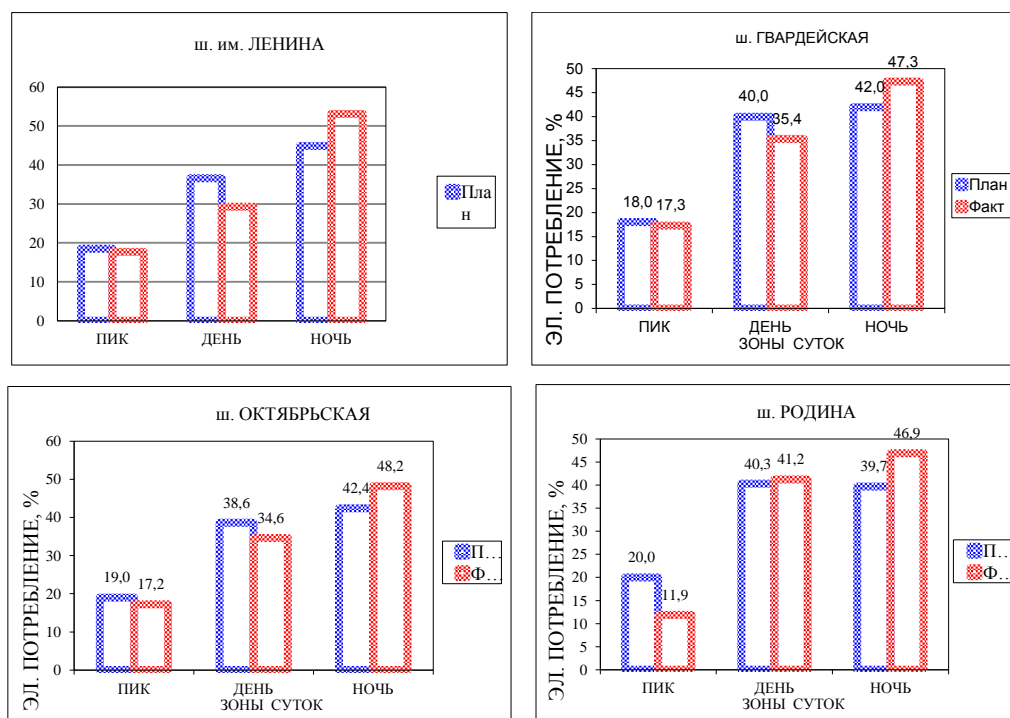 ш. им. ЛЕНИНА
60
50
40
30
20
10
0
ПИК ДЕНЬ НОЧЬ
Пла
н
ш. ГВАРДЕЙСКАЯ
ЭЛ. ПОТРЕБЛЕНИЕ, %
50
45
40
35
30
25
20
15
10
5
0
18,0 17,3
40,0 35,4
42,0 47,3
ПИК ДЕНЬ НОЧЬ
ЗОНЫ СУТОК
План
Факт
ш. ОКТЯБРЬСКАЯ
ЭЛ. ПОТРЕБЛЕНИЕ, %
60
50
40
30
20
10
0
19,0 17,2
38,6 34,6
42,4 48,2
ПИК ДЕНЬ НОЧЬ
ЗОНЫ СУТОК
П...
Ф...
ш. РОДИНА
ЭЛ. ПОТРЕБЛЕНИЕ, %
50
45
40
35
30
25
20
15
10
5
0
20,0 11,9
40,3 41,2
39,7 46,9
ПИК ДЕНЬ НОЧЬ
ЗОНЫ СУТОК
П...
Ф...